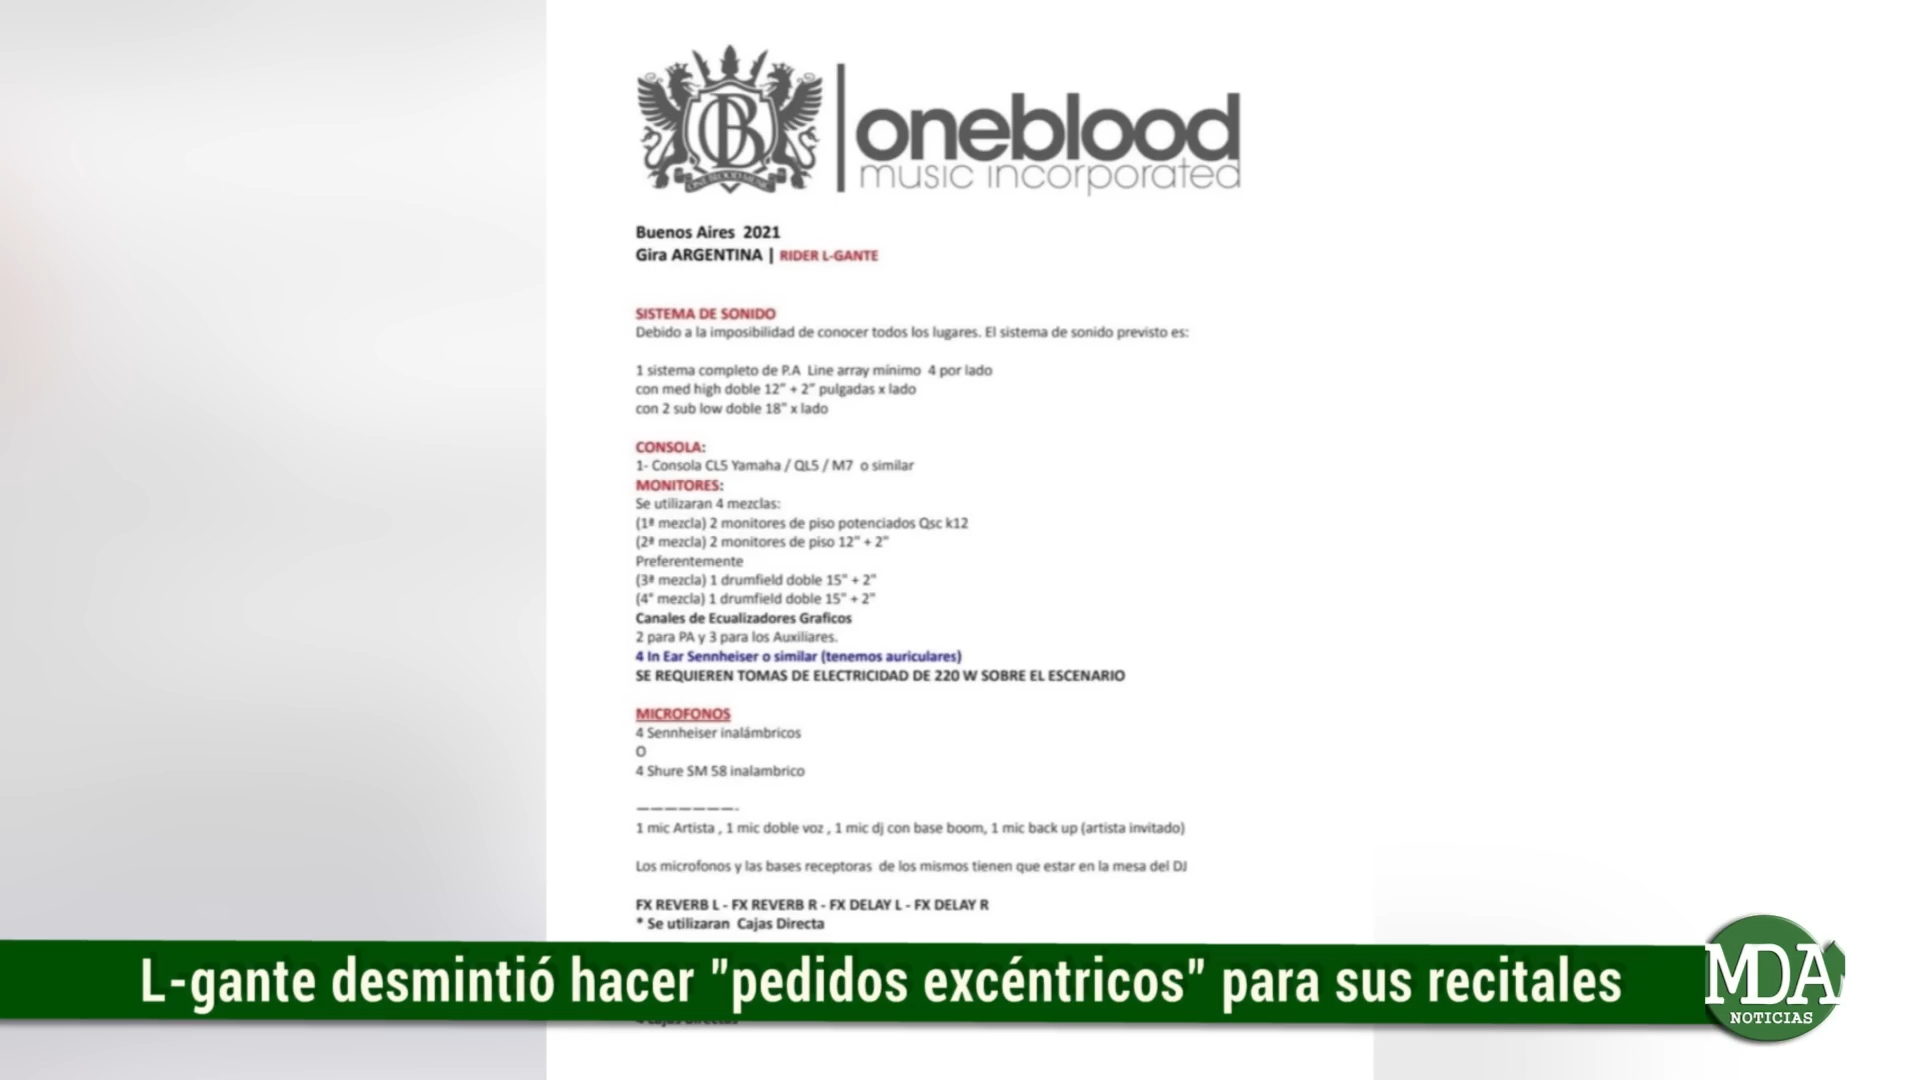 ONE BLOOD MUSIC
oneblood
music incorporated
Buenos Aires 2021
Gira ARGENTINA | RIDER L-GANTE
SISTEMA DE SONIDO
Debido a la imposibilidad de conocer todos los lugares. El sistema de sonido previsto es:
1 sistema completo de P.A Line array mínimo 4 por lado
con med high doble 12" + 2" pulgadas x lado
con 2 sub low doble 18" x lado
CONSOLA:
1- Consola CL5 Yamaha / QL5 / M7 o similar
MONITORES:
Se utilizaran 4 mezclas:
(1ª mezcla) 2 monitores de piso potenciados Qsc k12
(2ª mezcla) 2 monitores de piso 12" + 2"
Preferentemente
(3ª mezcla) 1 drumfield doble 15" + 2"
(4° mezcla) 1 drumfield doble 15" + 2"
Canales de Ecualizadores Graficos
2 para PA y 3 para los Auxiliares.
4 In Ear Sennheiser o similar (tenemos auriculares)
SE REQUIEREN TOMAS DE ELECTRICIDAD DE 220 W SOBRE EL ESCENARIO
MICROFONOS
4 Sennheiser inalámbricos
O
4 Shure SM 58 inalambrico
———————-
1 mic Artista , 1 mic doble voz , 1 mic dj con base boom, 1 mic back up (artista invitado)
Los microfonos y las bases receptoras de los mismos tienen que estar en la mesa del DJ
FX REVERB L - FX REVERB R - FX DELAY L - FX DELAY R
* Se utilizaran Cajas Directa
L-gante desmintió hacer "pedidos excéntricos" para sus recitales
MDA
NOTICIAS